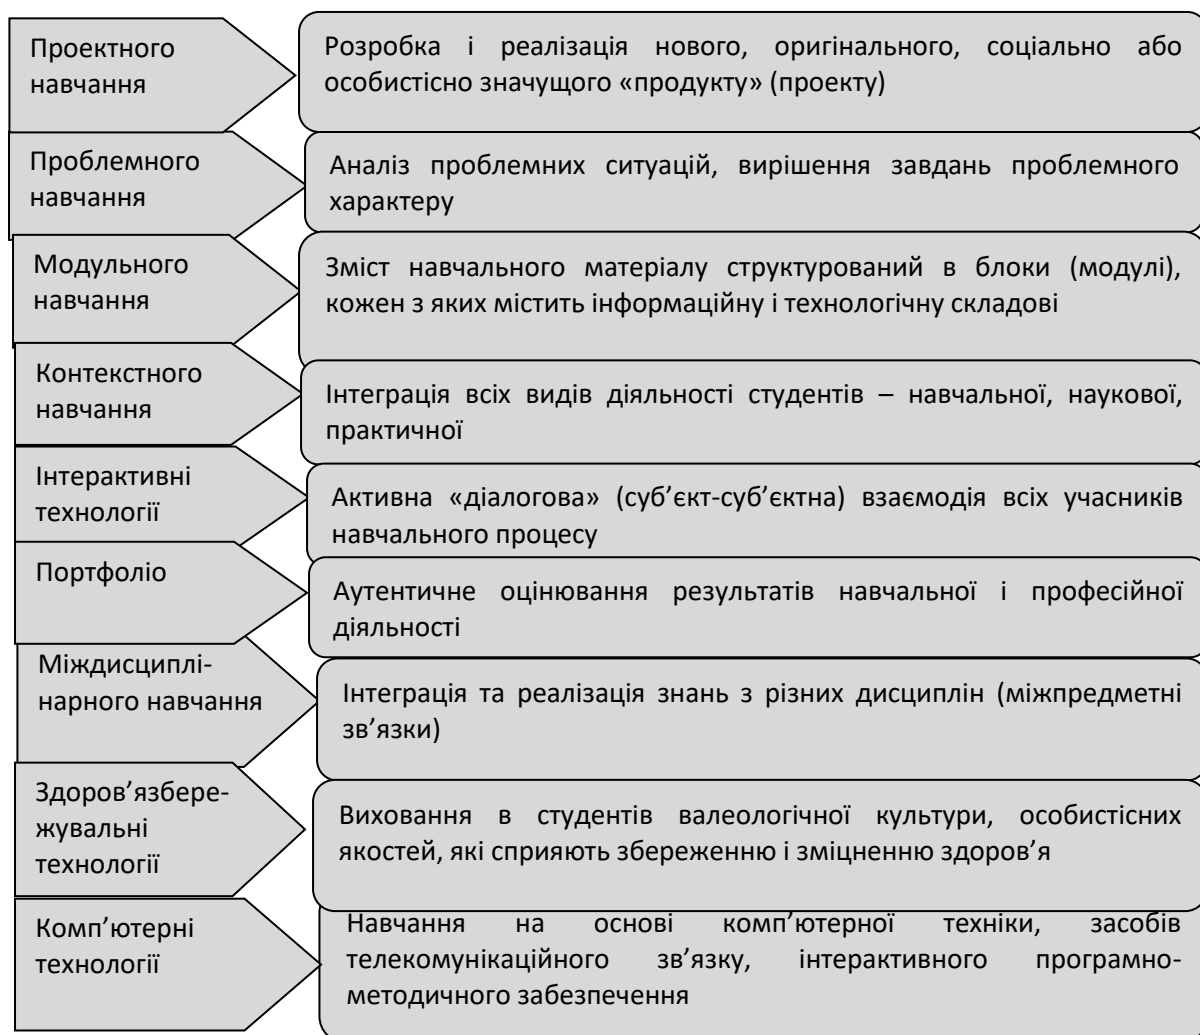 Проектного
навчання
Розробка і реалізація нового, оригінального, соціально або
особистісно значущого «продукту» (проекту)
Проблемного
навчання
Аналіз проблемних ситуацій, вирішення завдань проблемного
характеру
Модульного
навчання
Зміст навчального матеріалу структурований в блоки (модулі),
кожен з яких містить інформаційну і технологічну складові
Контекстного
навчання
Інтеграція всіх видів діяльності студентів – навчальної, наукової,
практичної
Інтерактивні
технології
Активна «діалогова» (суб’єкт-суб’єктна) взаємодія всіх учасників
навчального процесу
Портфоліо
Аутентичне оцінювання результатів навчальної і професійної
діяльності
Міждисциплі-
нарного навчання
Інтеграція та реалізація знань з різних дисциплін (міжпредметні
зв’язки)
Здоров’язбере-
жувальні
технології
Виховання в студентів валеологічної культури, особистісних
якостей, які сприяють збереженню і зміцненню здоров’я
Комп’ютерні
технології
Навчання на основі комп’ютерної техніки, засобів
телекомунікаційного зв’язку, інтерактивного програмно-
методичного забезпечення